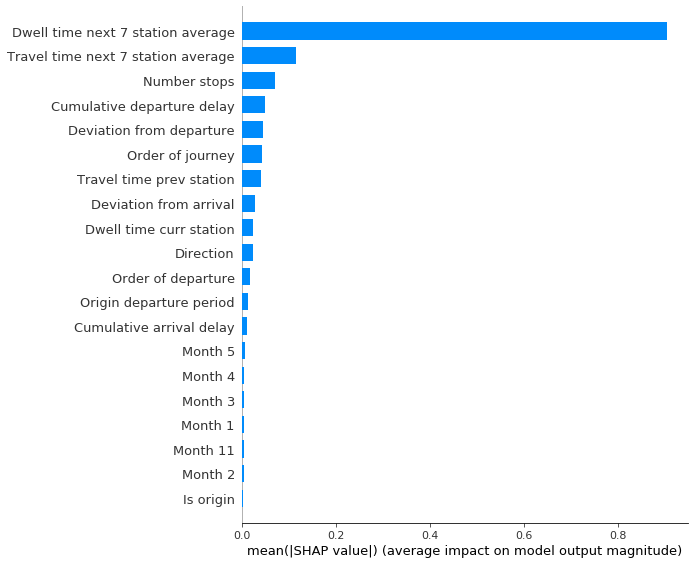 Dwell time next 7 station average
Travel time next 7 station average
Number stops
Cumulative departure delay
Deviation from departure
Order of journey
Travel time prev station
Deviation from arrival
Dwell time curr station
Direction
Order of departure
Origin departure period
Cumulative arrival delay
Month 5
Month 4
Month 3
Month 1
Month 11
Month 2
Is origin
0.0 0.2 0.4 0.6 0.8
mean(|SHAP value|) (average impact on model output magnitude)